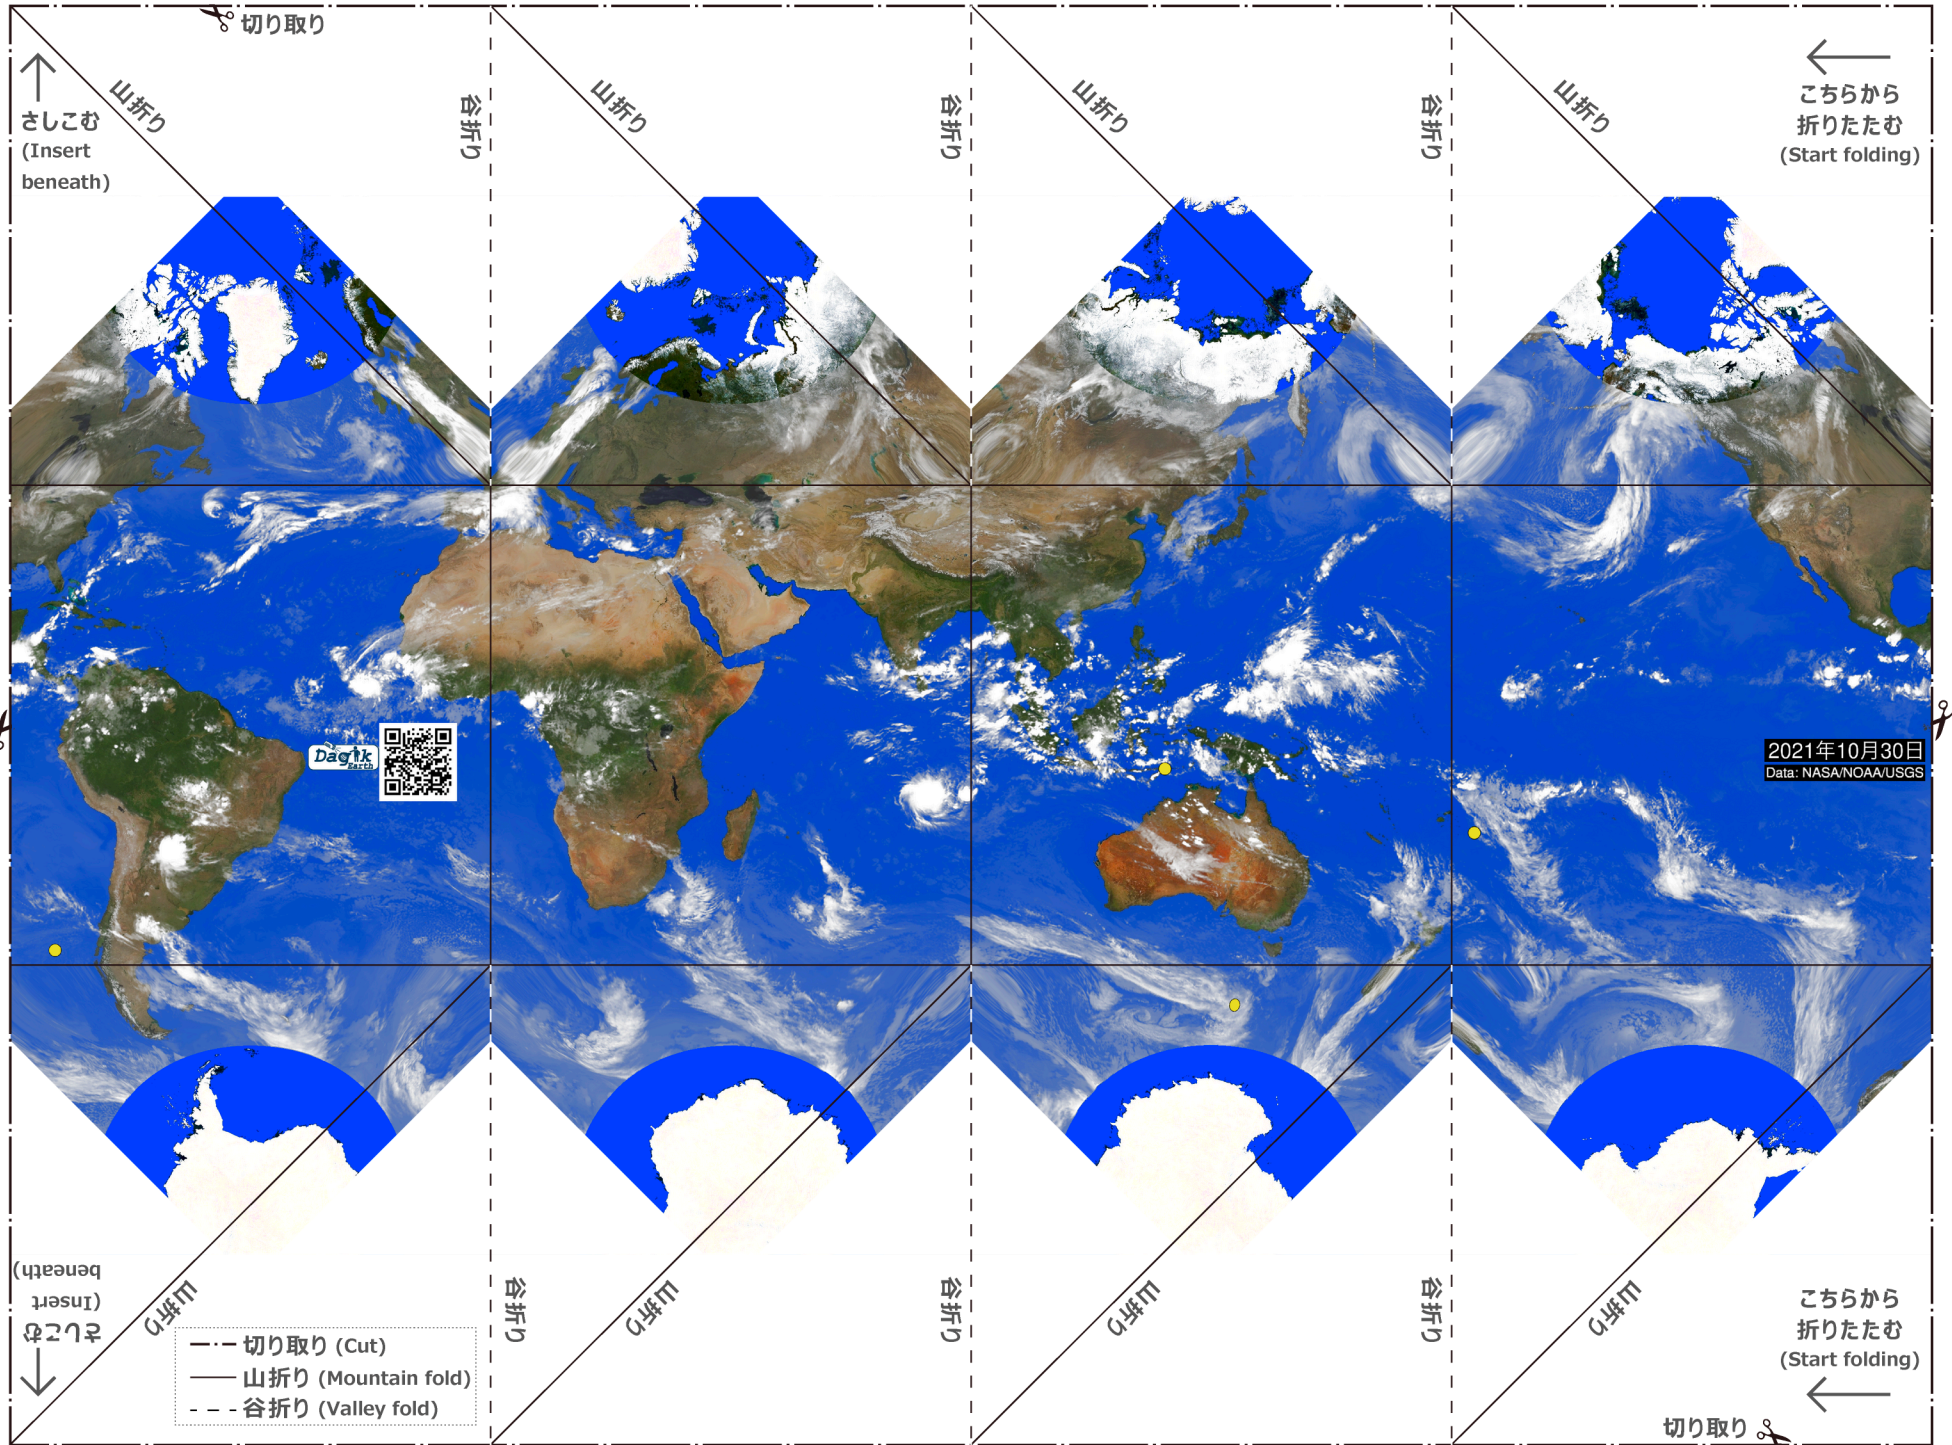 切り取り
さしこむ
(Insert
beneath)
山折り
谷折り
山折り
谷折り
山折り
谷折り
山折り
こちらから
折りたたむ
(Start folding)
Dagik
Earth
2021年10月30日
Data: NASA/NOAA/USGS
さしこむ
(Insert
beneath)
山折り
谷折り
山折り
谷折り
山折り
谷折り
山折り
こちらから
折りたたむ
(Start folding)
切り取り (Cut)
山折り (Mountain fold)
谷折り (Valley fold)
切り取り